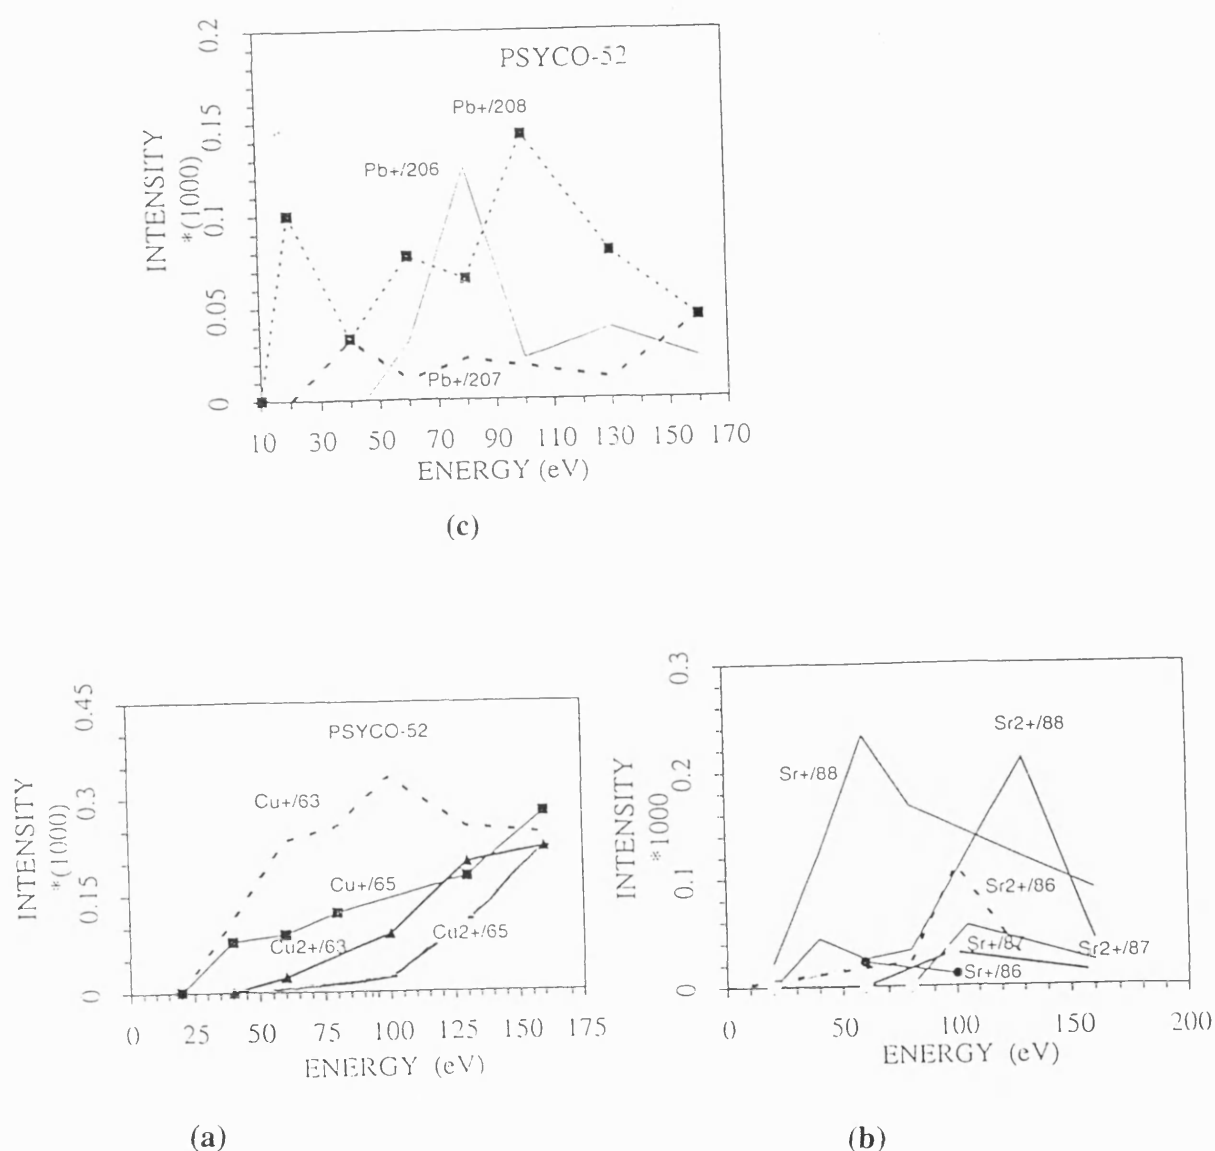 PSYCO-52
Pb+/208
Pb+/206
Pb+/207
INTENSITY
*(1000)
0 0.05 0.1 0.15 0.2
10 30 50 70 90 110 130 150 170
ENERGY (eV)
(c)
PSYCO-52
Cu+/63
Cu+/65
Cu2+/63
Cu2+/65
INTENSITY
*(1000)
0 0.15 0.3 0.45
0 25 50 75 100 125 150 175
ENERGY (eV)
(a)
Sr2+/88
Sr+/88
Sr2+/86
Sr+/87
Sr2+/87
Sr+/86
INTENSITY
*1000
0 0.1 0.2 0.3
0 50 100 150 200
ENERGY (eV)
(b)